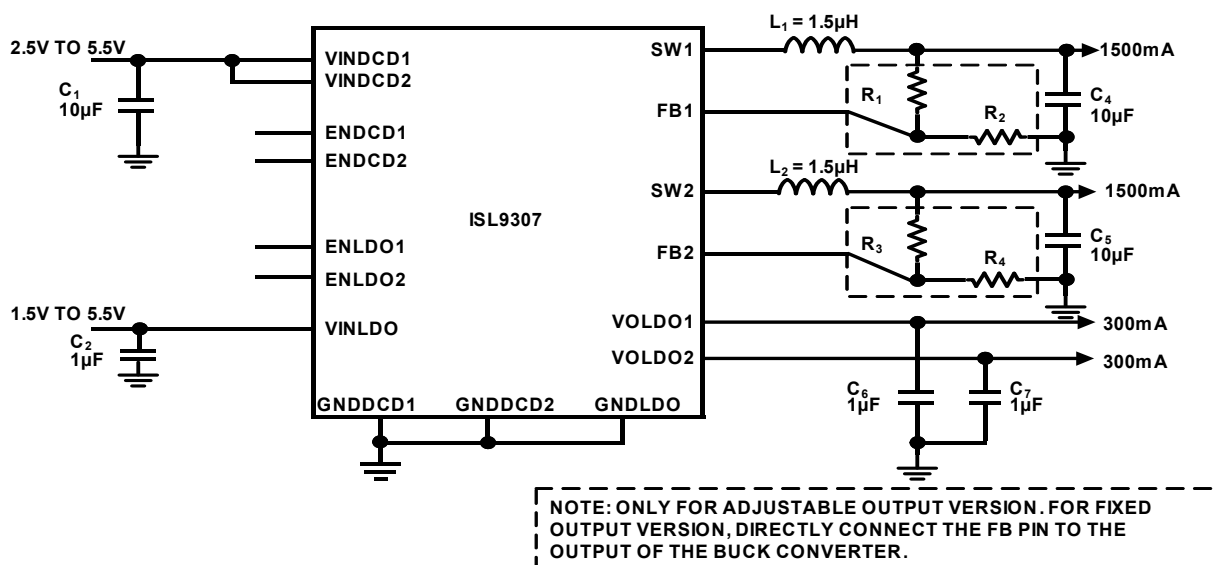 2.5V TO 5.5V
C1
10µF
1.5V TO 5.5V
C2
1µF
VINDCD1
VINDCD2
ENDCD1
ENDCD2
ENLDO1
ENLDO2
VINLDO
ISL9307
GNDDCD1
GNDDCD2
GNDLDO
SW1
FB1
SW2
FB2
VOLDO1
VOLDO2
L1 = 1.5µH
1500mA
R1
R2
C4
10µF
L2 = 1.5µH
1500mA
R3
R4
C5
10µF
300mA
300mA
C6
1µF
C7
1µF
NOTE: ONLY FOR ADJUSTABLE OUTPUT VERSION. FOR FIXED
OUTPUT VERSION, DIRECTLY CONNECT THE FB PIN TO THE
OUTPUT OF THE BUCK CONVERTER.